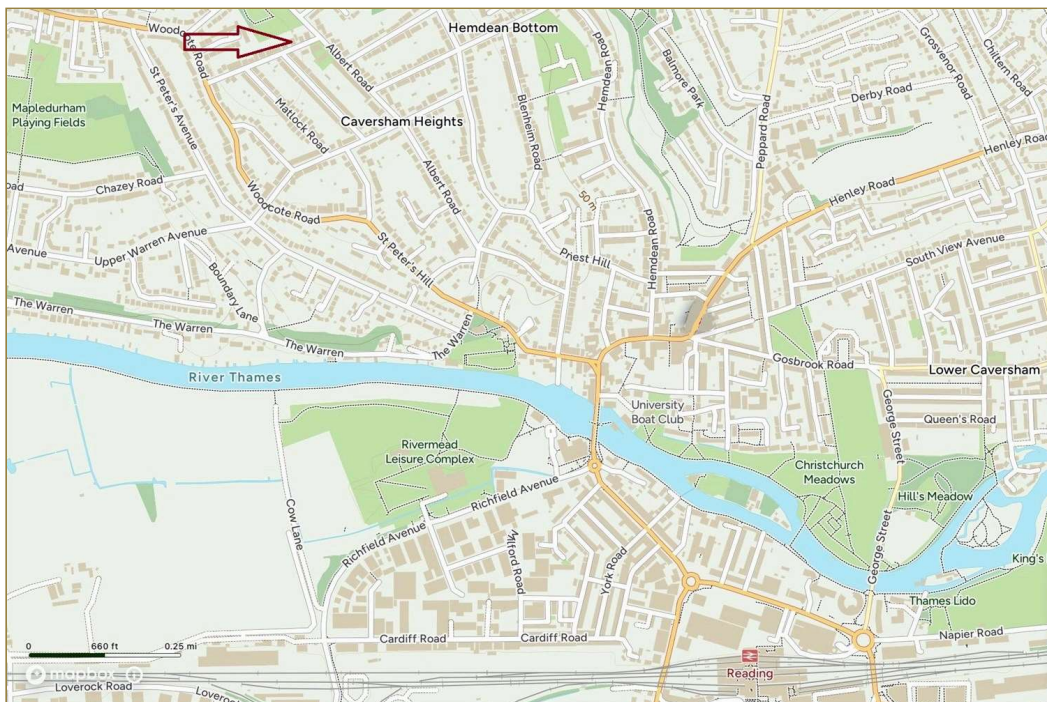 Woodcote Road
Hemdean Bottom
Albert Road
St Peter's Avenue
Mapledurham
Playing Fields
Matlock Road
Caversham Heights
Blenheim Road
Hemdean Road
Balmore Park
Peppard Road
Derby Road
Grosvenor Road
Chiltern Road
Henley Road
Chazey Road
oad
Albert Road
50 m
Woodcote Road
Henley Road
Avenue
Upper Warren Avenue
St Peter's Hill
Priest Hill
Hemdean Road
South View Avenue
Boundary Lane
The Warren
The Warren
The Warren
The Warren
Gosbrook Road
Lower Caversham
River Thames
University
Boat Club
George Street
Queen's Road
Rivermead
Leisure Complex
Christchurch
Meadows
Hill's Meadow
Richfield Avenue
Cow Lane
Richfield Avenue
Milford Road
York Road
George Street
King's
Thames Lido
Cardiff Road
Cardiff Road
Napier Road
0 660 ft 0.25 mi
Reading
mapbox
Loverock Road
Lovero